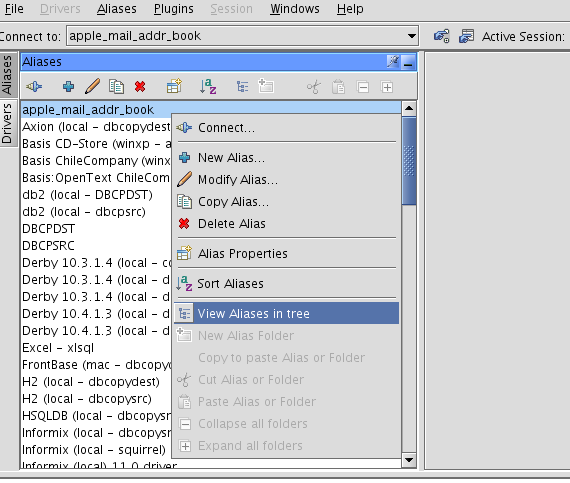 File Drivers Aliases Plugins Session Windows Help
Connect to: apple_mail_addr_book Active Session:
Aliases
Aliases
Drivers
apple_mail_addr_book
Axion (local – dbcopydest
Basis CD-Store (winxp – a
Basis ChileCompany (winx
Basis:OpenText ChileCom
db2 (local – DBCPDST)
db2 (local – dbcpsrc)
DBCPDST
DBCPSRC
Derby 10.3.1.4 (local – co
Derby 10.3.1.4 (local – d
Derby 10.3.1.4 (local – d
Derby 10.4.1.3 (local – d
Derby 10.4.1.3 (local – d
Excel – xlsql
FrontBase (mac – dbcopyd
H2 (local – dbcopydest)
H2 (local – dbcopysrc)
HSQLDB (local – dbcopysr
Informix (local – dbcopys
Informix (local – squirrel)
Informix (local) 11.0 driver
Connect...
New Alias...
Modify Alias...
Copy Alias...
Delete Alias
Alias Properties
Sort Aliases
View Aliases in tree
New Alias Folder
Copy to paste Alias or Folder
Cut Alias or Folder
Paste Alias or Folder
Collapse all folders
Expand all folders